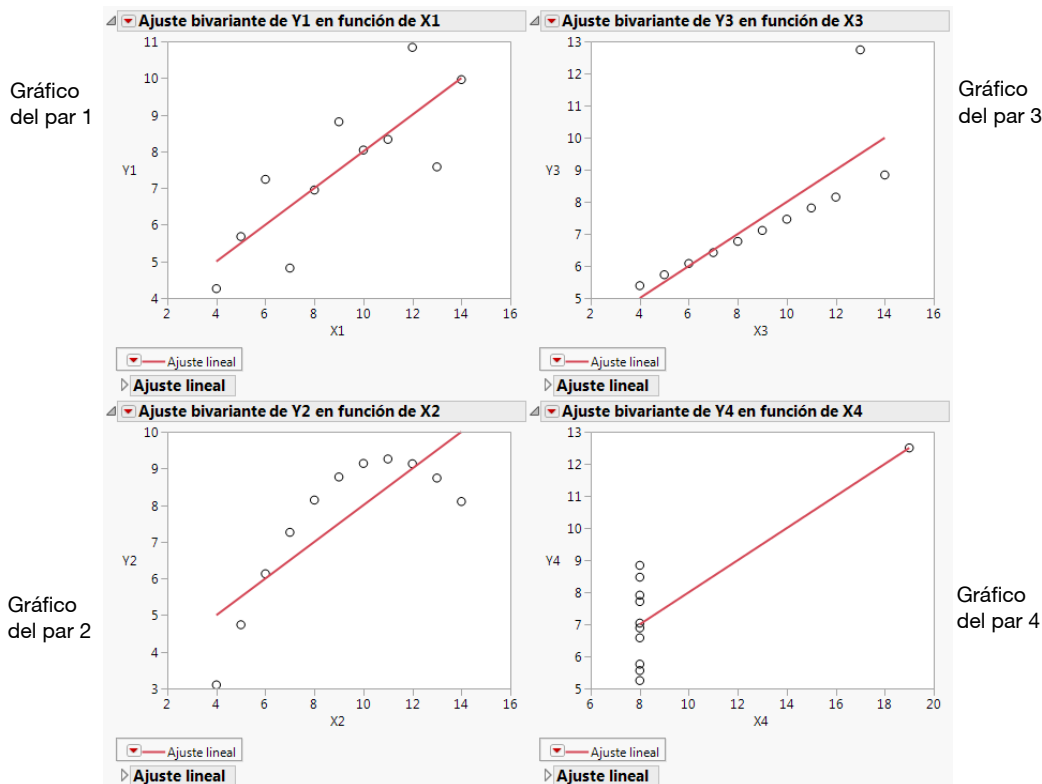 Gráfico
del par 1
Ajuste bivariante de Y1 en función de X1
11
10
9
8
7
6
5
4
Y1
2 4 6 8 10 12 14 16
X1
Ajuste lineal
Ajuste lineal
Ajuste bivariante de Y3 en función de X3
13
12
11
10
9
8
7
6
5
Y3
2 4 6 8 10 12 14 16
X3
Ajuste lineal
Ajuste lineal
Gráfico
del par 3
Gráfico
del par 2
Ajuste bivariante de Y2 en función de X2
10
9
8
7
6
5
4
3
Y2
2 4 6 8 10 12 14 16
X2
Ajuste lineal
Ajuste lineal
Ajuste bivariante de Y4 en función de X4
13
12
11
10
9
8
7
6
5
Y4
6 8 10 12 14 16 18 20
X4
Ajuste lineal
Ajuste lineal
Gráfico
del par 4